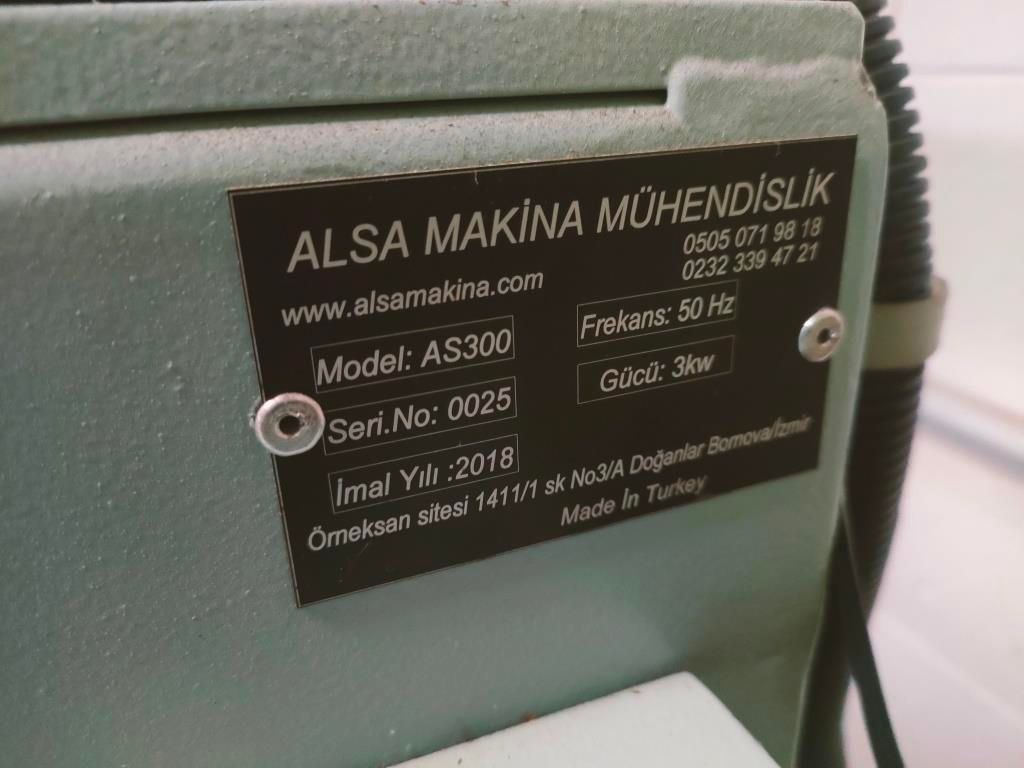 ALSA MAKİNA MÜHENDİSLİK
0505 071 98 18
0232 339 47 21
www.alsamakina.com
Model: AS300
Frekans: 50 Hz
Seri.No: 0025
Gücü: 3kw
İmal Yılı :2018
Örneksan sitesi 1411/1 sk No3/A Doğanlar Bornova/İzmir
Made İn Turkey